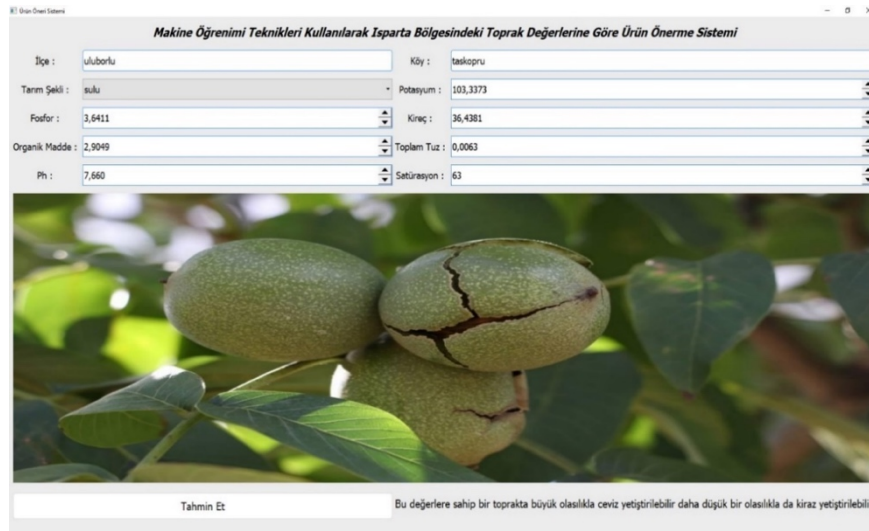 Ürün Öneri Sistemi
Makine Öğrenimi Teknikleri Kullanılarak Isparta Bölgesindeki Toprak Değerlerine Göre Ürün Önerme Sistemi
İlçe : uluborlu Köy : taskopru
Tarım Şekli : sulu Potasyum : 103,3373
Fosfor : 3,6411 Kireç : 36,4381
Organik Madde : 2,9049 Toplam Tuz : 0,0063
Ph : 7,660 Satürasyon : 63
Tahmin Et Bu değerlere sahip bir toprakta büyük olasılıkla ceviz yetiştirilebilir daha düşük bir olasılıkla da kiraz yetiştirilebili